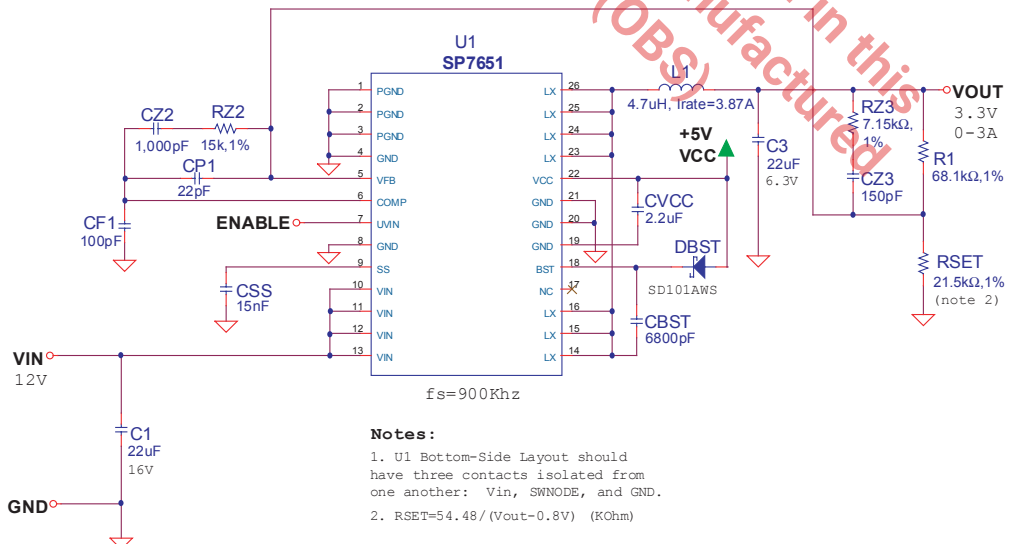 in this
nufactured
(OBS)
U1
SP7651
1 PGND
2 PGND
3 PGND
4 GND
5 VFB
6 COMP
7 UVIN
8 GND
9 SS
10 VIN
11 VIN
12 VIN
13 VIN
LX 26
LX 25
LX 24
LX 23
VCC 22
GND 21
GND 20
GND 19
BST 18
NC 17
LX 16
LX 15
LX 14
fs=900Khz
CZ2
1,000pF
RZ2
15k,1%
CP1
22pF
CF1
100pF
ENABLE
CSS
15nF
VIN
12V
C1
22uF
16V
GND
L1
4.7uH, Irate=3.87A
+5V
VCC
CVCC
2.2uF
DBST
SD101AWS
CBST
6800pF
C3
22uF
6.3V
RZ3
7.15kΩ,
1%
CZ3
150pF
VOUT
3.3V
0-3A
R1
68.1kΩ,1%
RSET
21.5kΩ,1%
(note 2)
Notes:
1. U1 Bottom-Side Layout should
have three contacts isolated from
one another: Vin, SWNODE, and GND.
2. RSET=54.48/(Vout-0.8V) (KOhm)